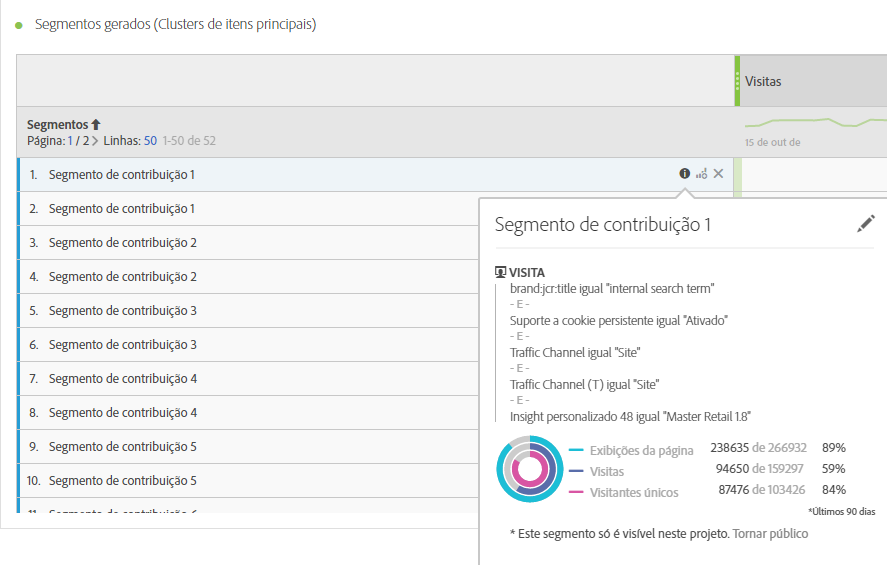 Segmentos gerados (Clusters de itens principais)
Visitas
Segmentos
Página: 1 / 2 > Linhas: 50 1-50 de 52
15 de out de
1. Segmento de contribuição 1
2. Segmento de contribuição 1
3. Segmento de contribuição 2
4. Segmento de contribuição 2
5. Segmento de contribuição 3
6. Segmento de contribuição 3
7. Segmento de contribuição 4
8. Segmento de contribuição 4
9. Segmento de contribuição 5
10. Segmento de contribuição 5
11. Segmento de contribuição 6
Segmento de contribuição 1
VISITA
brand:jcr:title igual "internal search term"
- E -
Suporte a cookie persistente igual "Ativado"
- E -
Traffic Channel igual "Site"
- E -
Traffic Channel (T) igual "Site"
- E -
Insight personalizado 48 igual "Master Retail 1.8"
Exibições da página 238635 de 266932 89%
Visitas 94650 de 159297 59%
Visitantes únicos 87476 de 103426 84%
*Últimos 90 dias
* Este segmento só é visível neste projeto. Tornar público